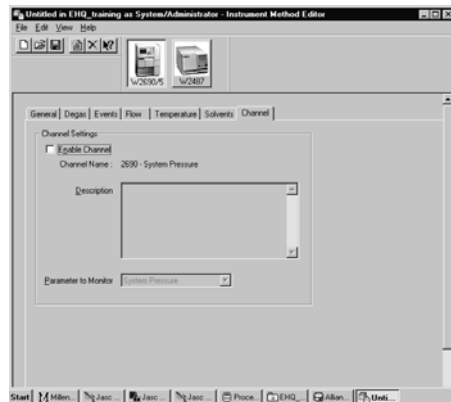 Untitled in EHQ_training as System/Administrator - Instrument Method Editor
File Edit View Help
W2690/5 W2487
General Degas Events Flow Temperature Solvents Channel
Channel Settings
Enable Channel
Channel Name : 2690 - System Pressure
Description
Parameter to Monitor System Pressure
Start Millen... Jasc ... Jasc ... Jasc ... Proce... EHQ_... Allian... Unti...